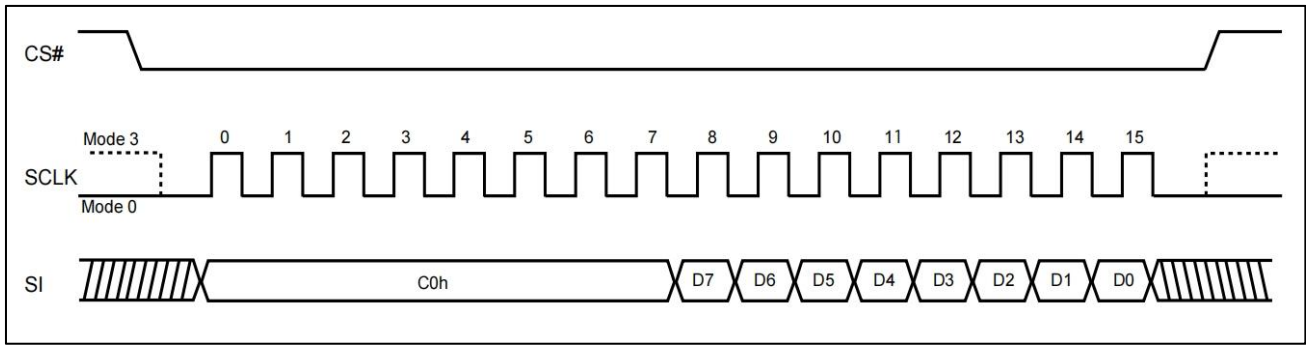 CS#
Mode 3 0 1 2 3 4 5 6 7 8 9 10 11 12 13 14 15
SCLK
Mode 0
SI C0h D7 D6 D5 D4 D3 D2 D1 D0